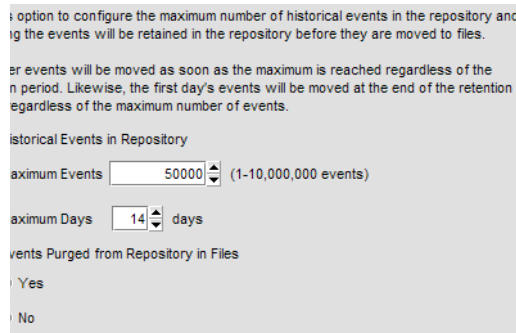 s option to configure the maximum number of historical events in the repository and
ng the events will be retained in the repository before they are moved to files.
er events will be moved as soon as the maximum is reached regardless of the
n period. Likewise, the first day's events will be moved at the end of the retention
regardless of the maximum number of events.
istorical Events in Repository
aximum Events 50000 (1-10,000,000 events)
aximum Days 14 days
vents Purged from Repository in Files
Yes
No